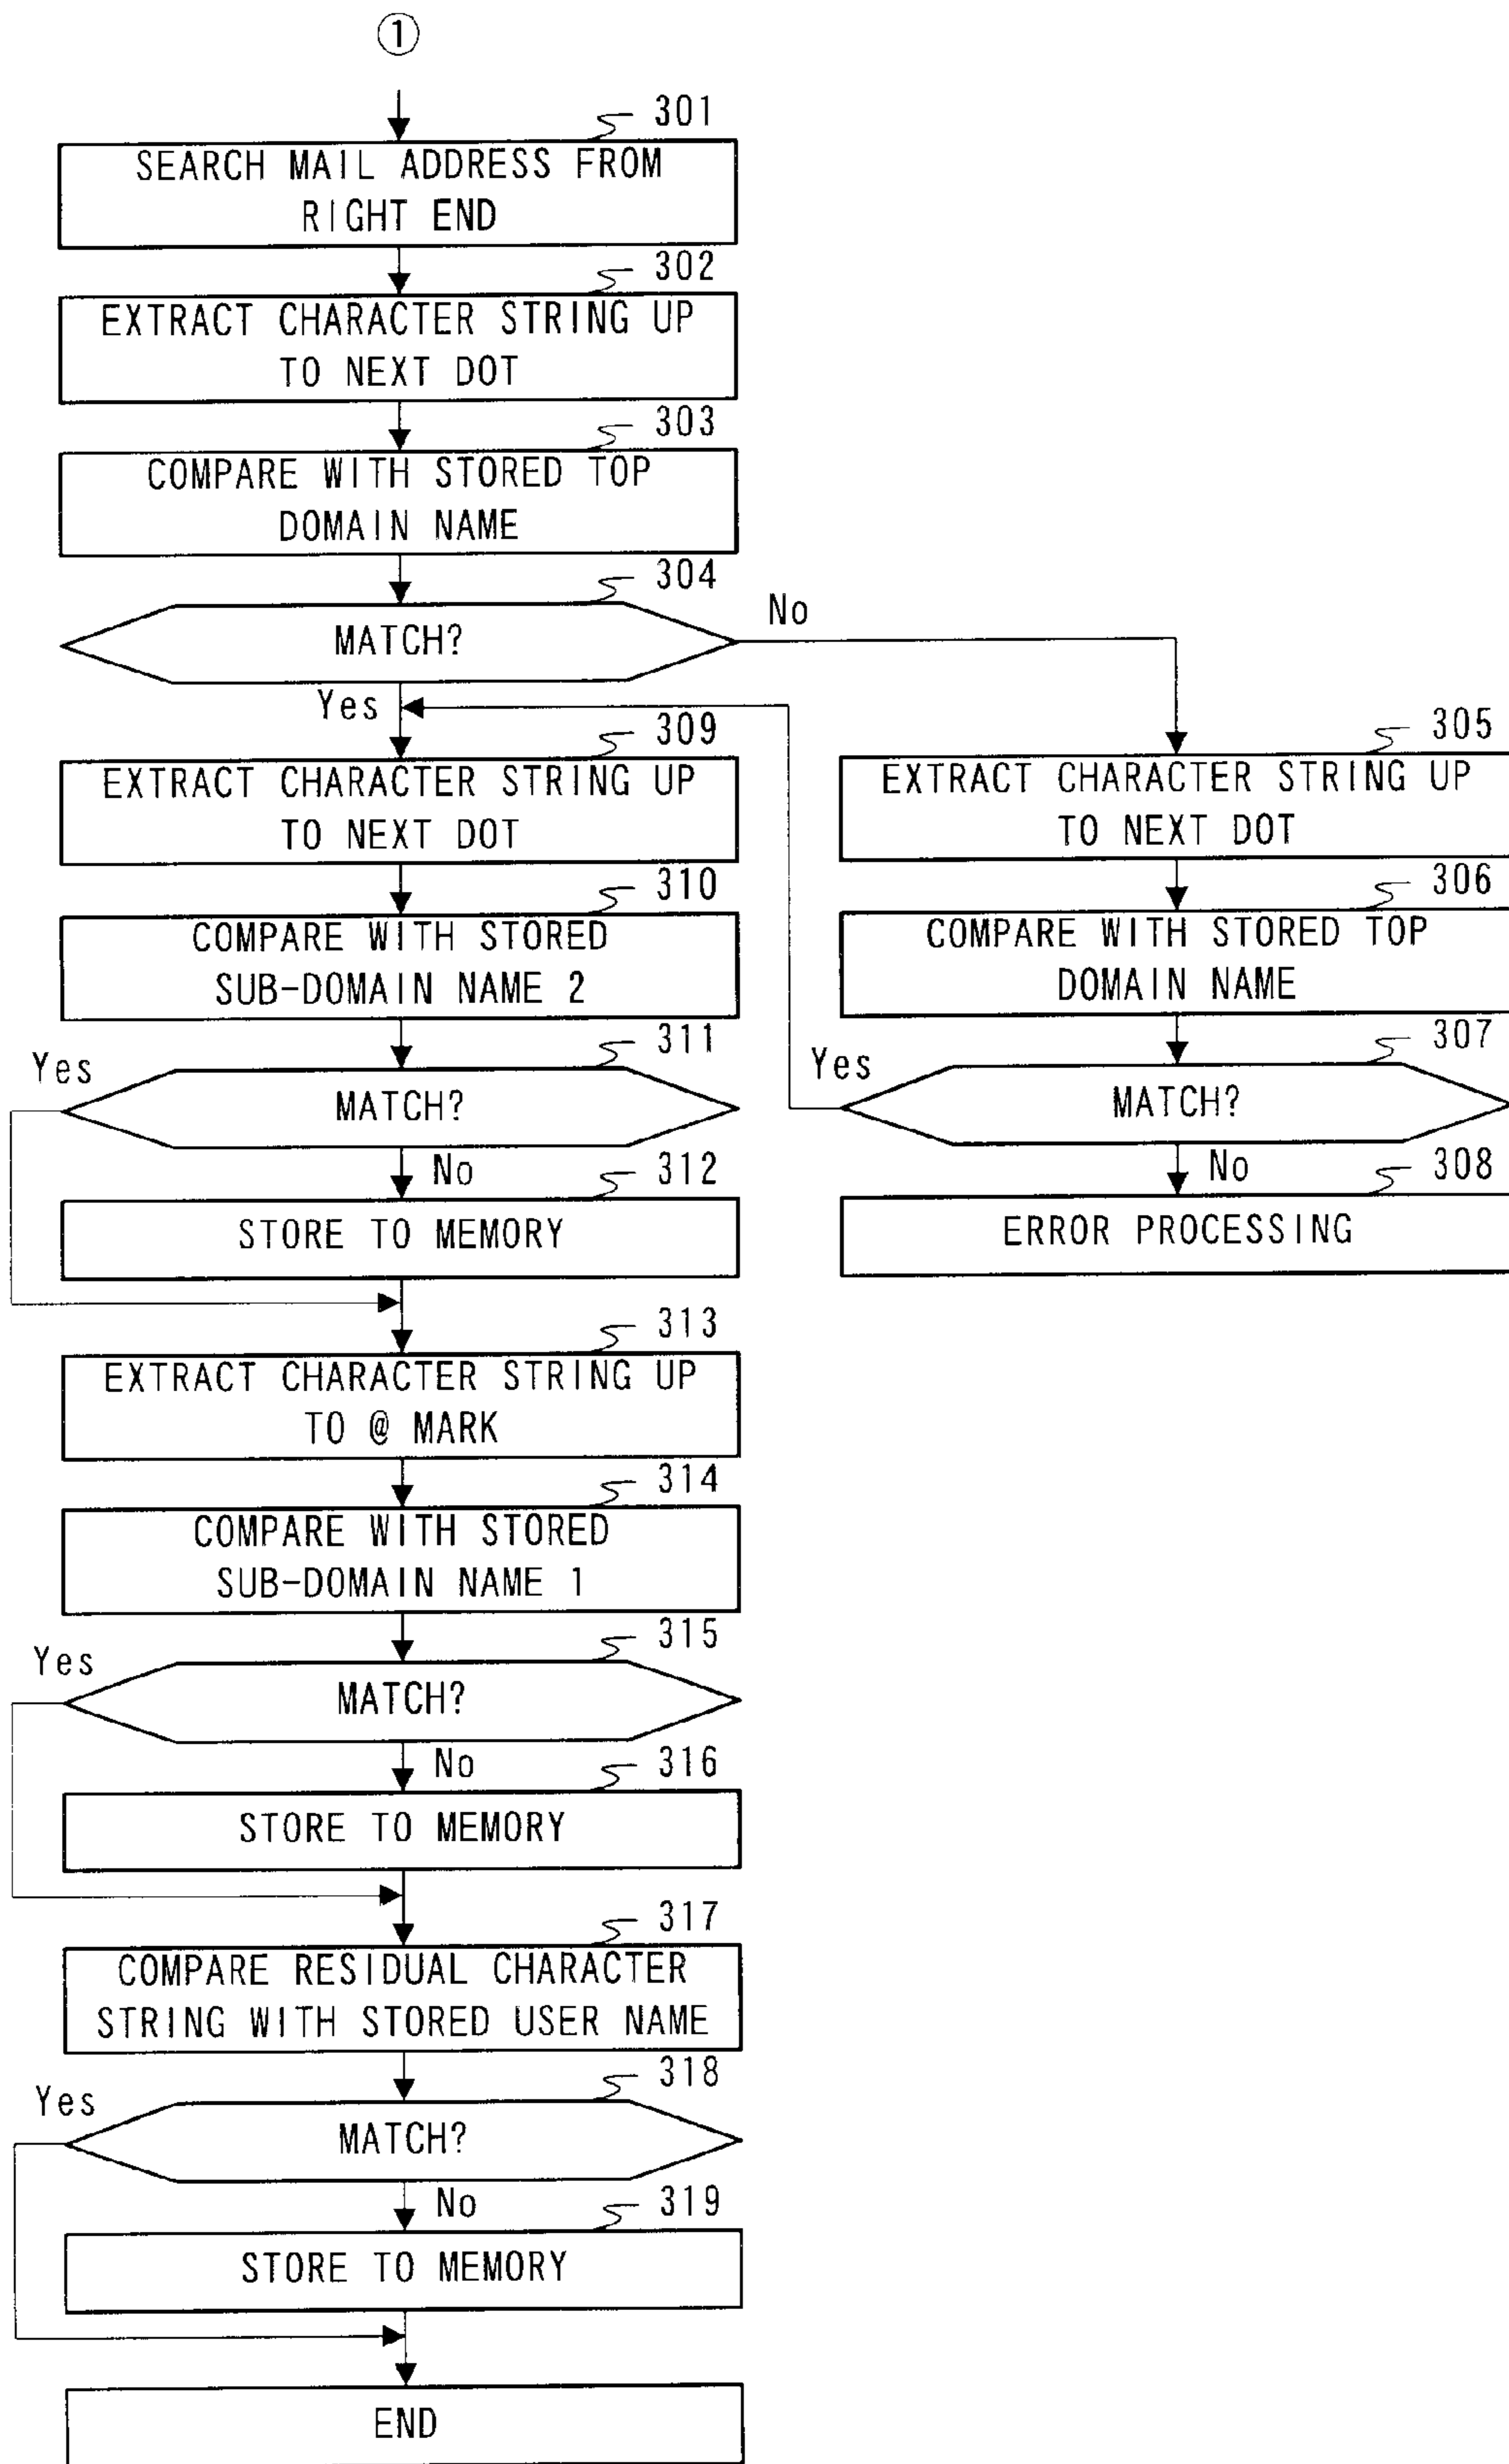 ①
301
SEARCH MAIL ADDRESS FROM
RIGHT END
302
EXTRACT CHARACTER STRING UP
TO NEXT DOT
303
COMPARE WITH STORED TOP
DOMAIN NAME
304
MATCH?
No
Yes
305
EXTRACT CHARACTER STRING UP
TO NEXT DOT
306
COMPARE WITH STORED TOP
DOMAIN NAME
307
Yes
MATCH?
No
308
ERROR PROCESSING
309
EXTRACT CHARACTER STRING UP
TO NEXT DOT
310
COMPARE WITH STORED
SUB-DOMAIN NAME 2
311
Yes
MATCH?
No
312
STORE TO MEMORY
313
EXTRACT CHARACTER STRING UP
TO @ MARK
314
COMPARE WITH STORED
SUB-DOMAIN NAME 1
315
Yes
MATCH?
No
316
STORE TO MEMORY
317
COMPARE RESIDUAL CHARACTER
STRING WITH STORED USER NAME
318
Yes
MATCH?
No
319
STORE TO MEMORY
END